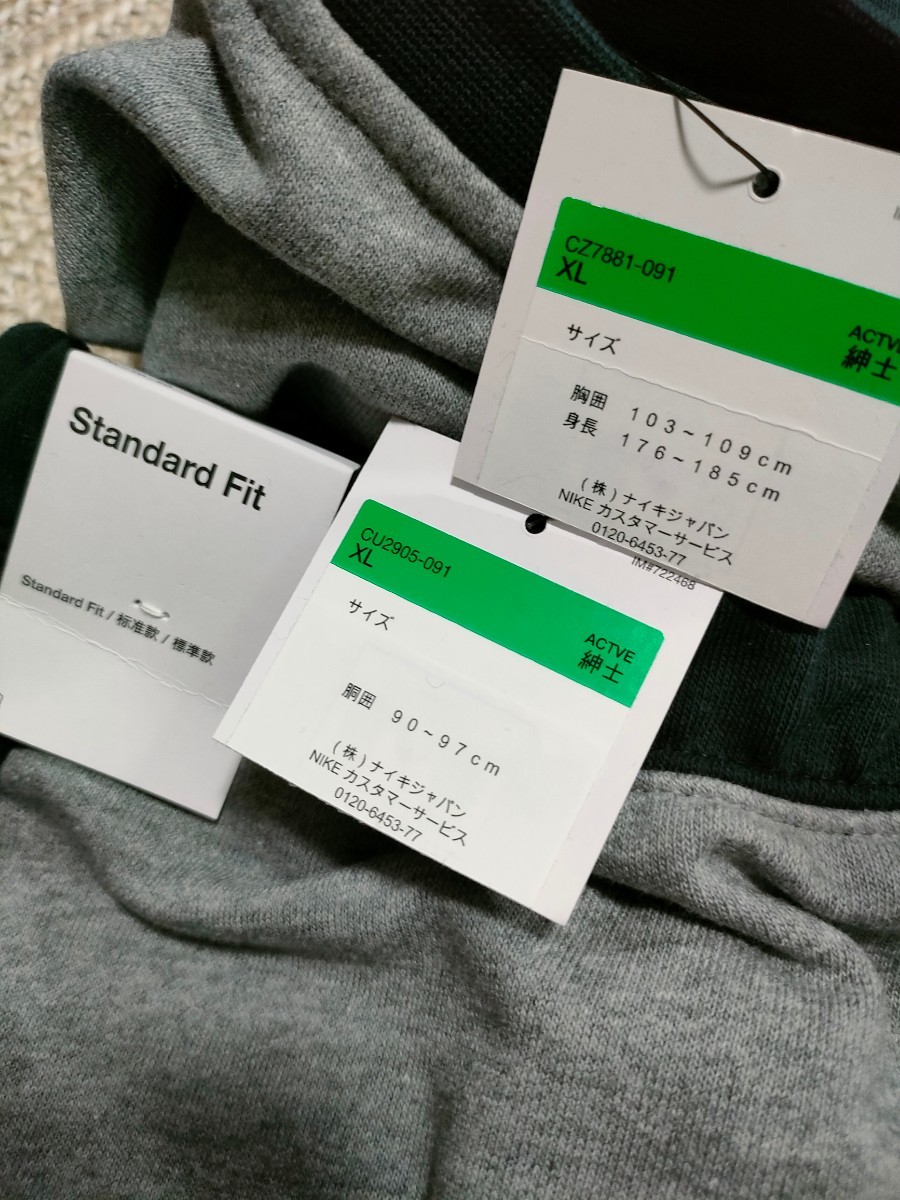 CZ7881-091
XL
ACTVE
紳士
サイズ
胸囲 103~109cm
身長 176~185cm
(株)ナイキジャパン
NIKE カスタマーサービス
0120-6453-77
IM#722468
Standard Fit
Standard Fit / 标准款 / 標準款
CU2905-091
XL
ACTVE
紳士
サイズ
胴囲 90~97cm
(株)ナイキジャパン
NIKE カスタマーサービス
0120-6453-77